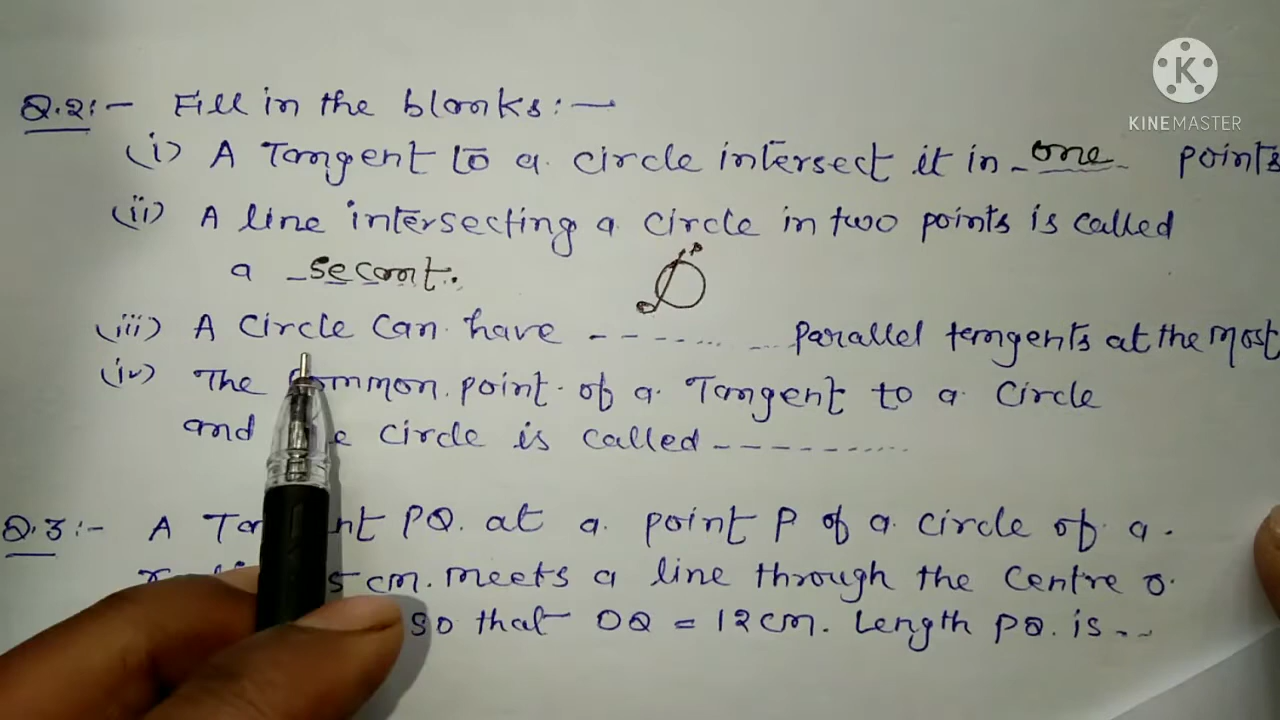 KINEMASTER
Q.2:- Fill in the blanks:-
(i) A Tangent to a circle intersect it in one points
(ii) A line intersecting a circle in two points is called
a secant.
(iii) A circle can have ---------- parallel tangents at the most
(iv) The common point of a Tangent to a circle
and circle is called ----------
Q.3:- A PQ at a point P of a circle of a
5 cm. meets a line through the centre O
so that OQ = 12 cm. Length PQ is --